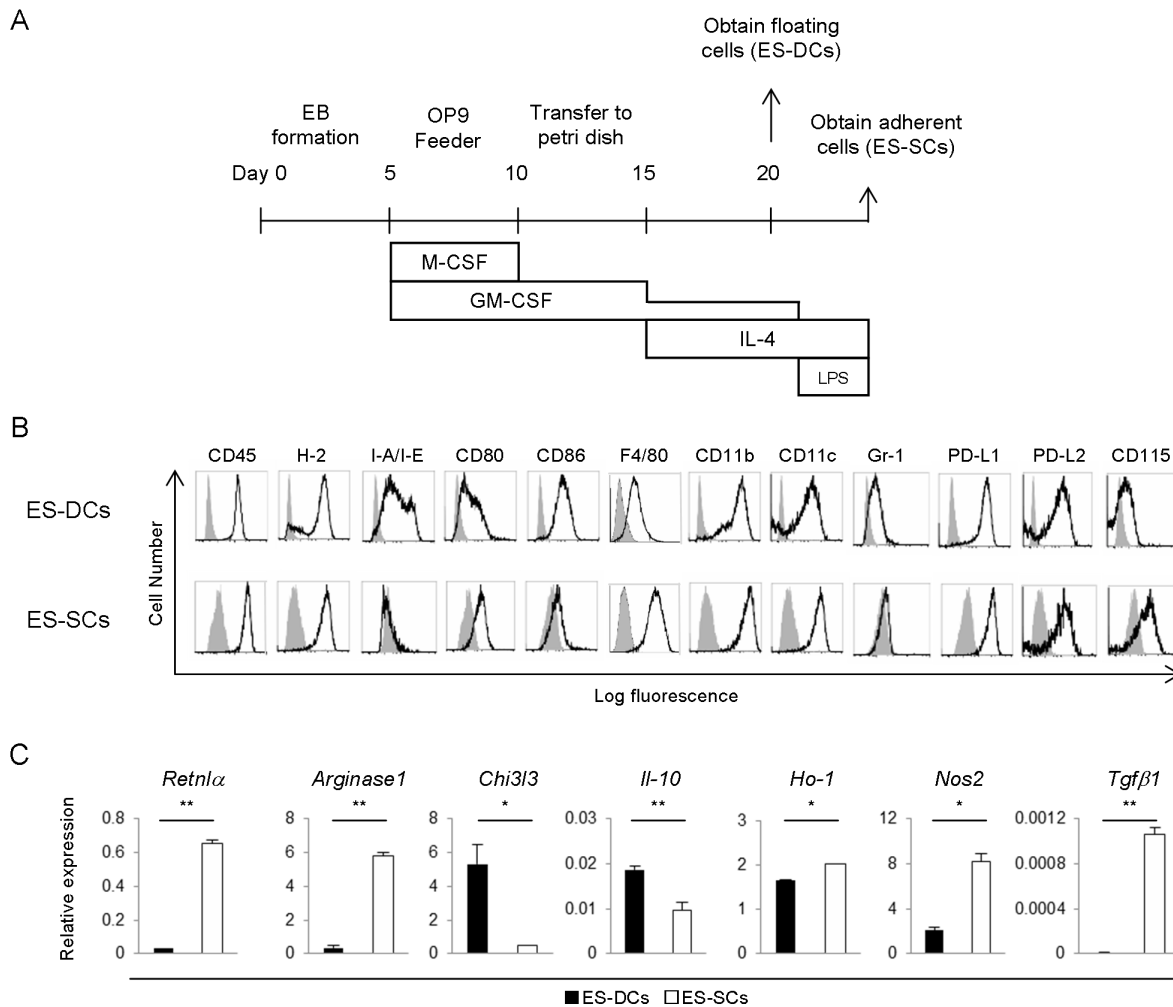 A
Obtain floating
cells (ES-DCs)
EB
formation
OP9
Feeder
Transfer to
petri dish
Obtain adherent
cells (ES-SCs)
Day 0 5 10 15 20
M-CSF
GM-CSF
IL-4
LPS
B
CD45 H-2 I-A/I-E CD80 CD86 F4/80 CD11b CD11c Gr-1 PD-L1 PD-L2 CD115
ES-DCs
ES-SCs
Cell Number
Log fluorescence
C
Retnlα Arginase1 Chi3l3 Il-10 Ho-1 Nos2 Tgfβ1
** ** * ** * * **
Relative expression
0.8 8 8 0.03 3 10 0.0012
0.6 6 6 0.02 2 8 0.0008
0.4 4 4 0.01 1 6 0.0004
0.2 2 2 0 0 4 0
0 0 0 2
0
ES-DCs ES-SCs